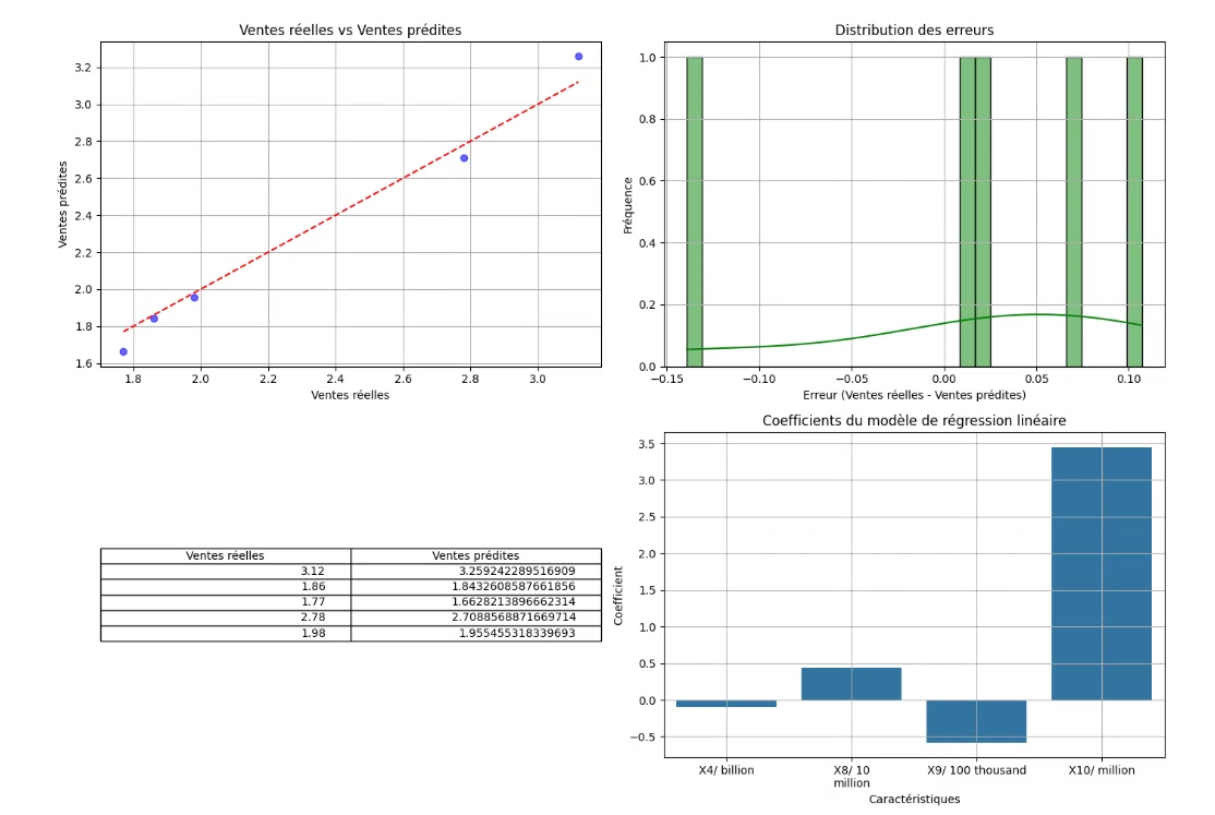 Ventes réelles vs Ventes prédites
Ventes prédites
3.2
3.0
2.8
2.6
2.4
2.2
2.0
1.8
1.6
1.8 2.0 2.2 2.4 2.6 2.8 3.0
Ventes réelles
Distribution des erreurs
Fréquence
1.0
0.8
0.6
0.4
0.2
0.0
−0.15 −0.10 −0.05 0.00 0.05 0.10
Erreur (Ventes réelles - Ventes prédites)
Ventes réelles Ventes prédites
3.12 3.259242289516909
1.86 1.8432608587661856
1.77 1.6628213896662314
2.78 2.7088568871669714
1.98 1.955455318339693
Coefficients du modèle de régression linéaire
Coefficient
3.5
3.0
2.5
2.0
1.5
1.0
0.5
0.0
−0.5
X4/ billion X8/ 10 X9/ 100 thousand X10/ million
million
Caractéristiques